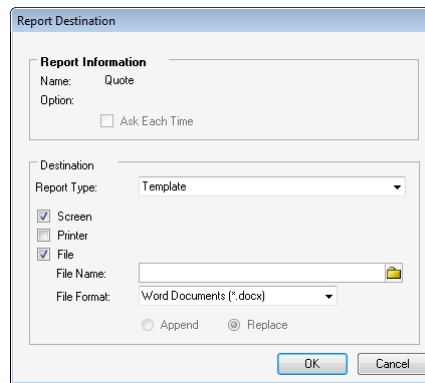 Report Destination
Report Information
Name: Quote
Option:
Ask Each Time
Destination
Report Type: Template
Screen
Printer
File
File Name:
File Format: Word Documents (*.docx)
Append Replace
OK Cancel